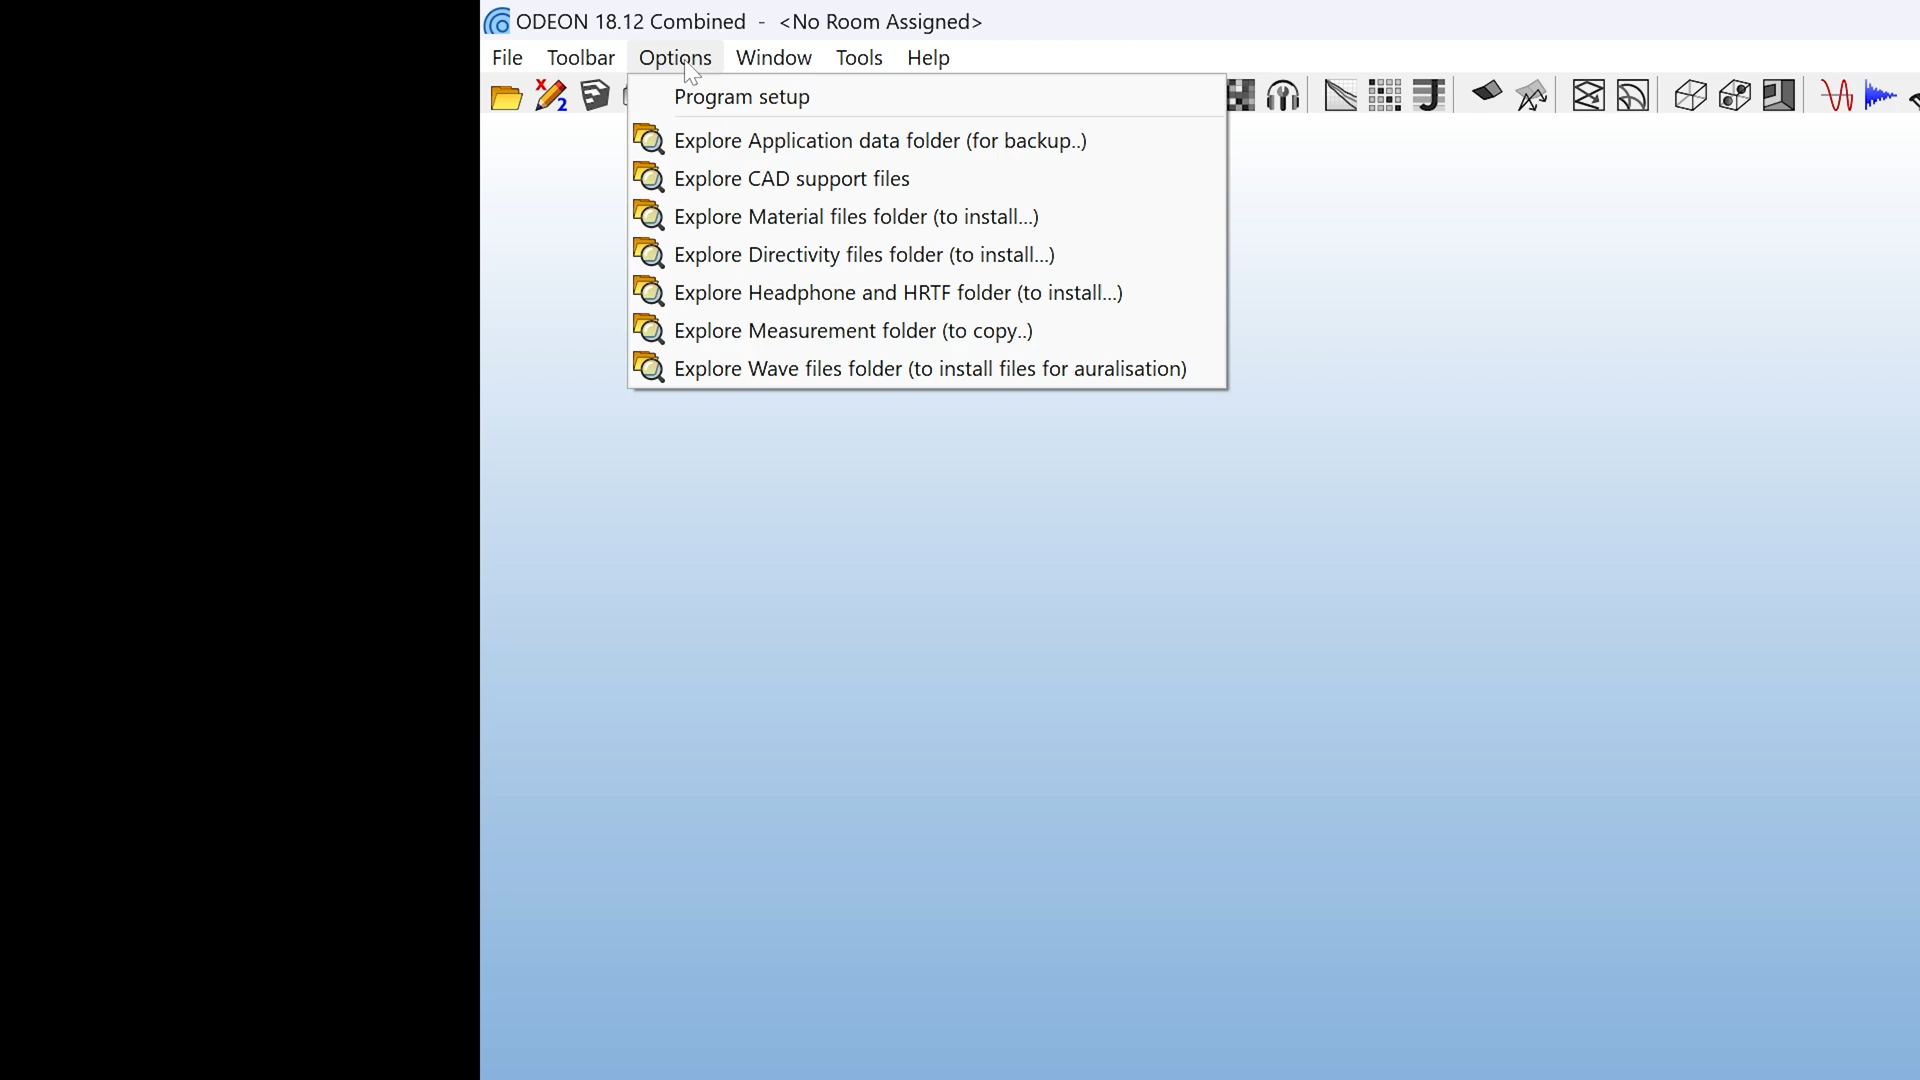 ODEON 18.12 Combined - <No Room Assigned>
File Toolbar Options Window Tools Help
Program setup
Explore Application data folder (for backup..)
Explore CAD support files
Explore Material files folder (to install...)
Explore Directivity files folder (to install...)
Explore Headphone and HRTF folder (to install...)
Explore Measurement folder (to copy..)
Explore Wave files folder (to install files for auralisation)